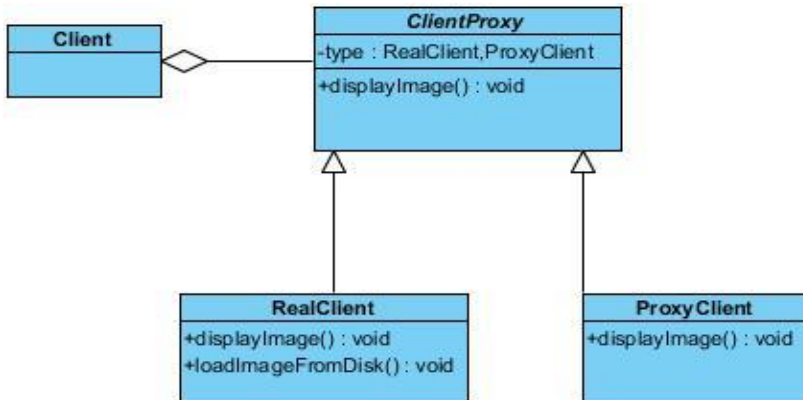 Client
ClientProxy
-type : RealClient,ProxyClient
+displayImage() : void
RealClient
+displayImage() : void
+loadImageFromDisk() : void
ProxyClient
+displayImage() : void